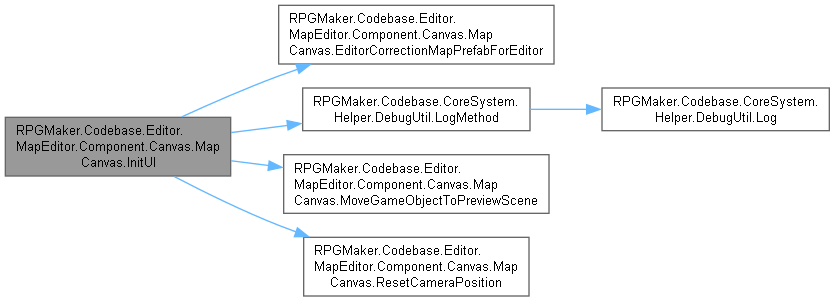 RPGMaker.Codebase.Editor.
MapEditor.Component.Canvas.Map
Canvas.InitUI
RPGMaker.Codebase.Editor.
MapEditor.Component.Canvas.Map
Canvas.EditorCorrectionMapPrefabForEditor
RPGMaker.Codebase.CoreSystem.
Helper.DebugUtil.LogMethod
RPGMaker.Codebase.CoreSystem.
Helper.DebugUtil.Log
RPGMaker.Codebase.Editor.
MapEditor.Component.Canvas.Map
Canvas.MoveGameObjectToPreviewScene
RPGMaker.Codebase.Editor.
MapEditor.Component.Canvas.Map
Canvas.ResetCameraPosition